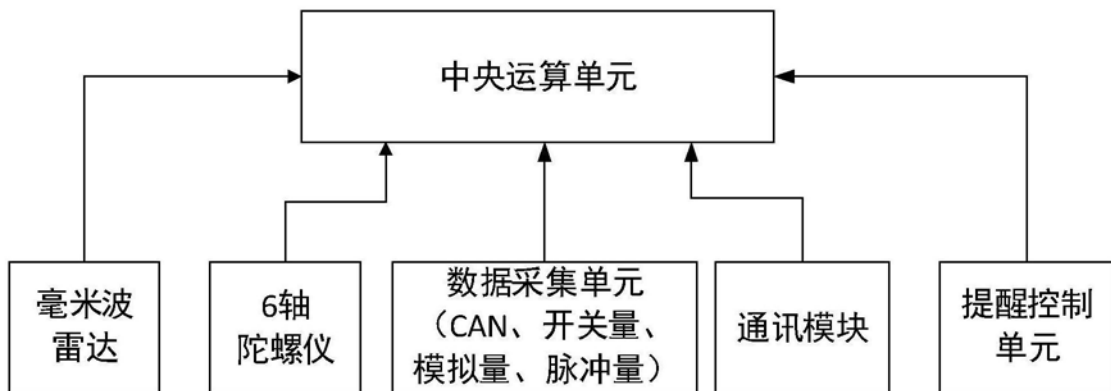 中央运算单元
毫米波
雷达
6轴
陀螺仪
数据采集单元
（CAN、开关量、
模拟量、脉冲量）
通讯模块
提醒控制
单元